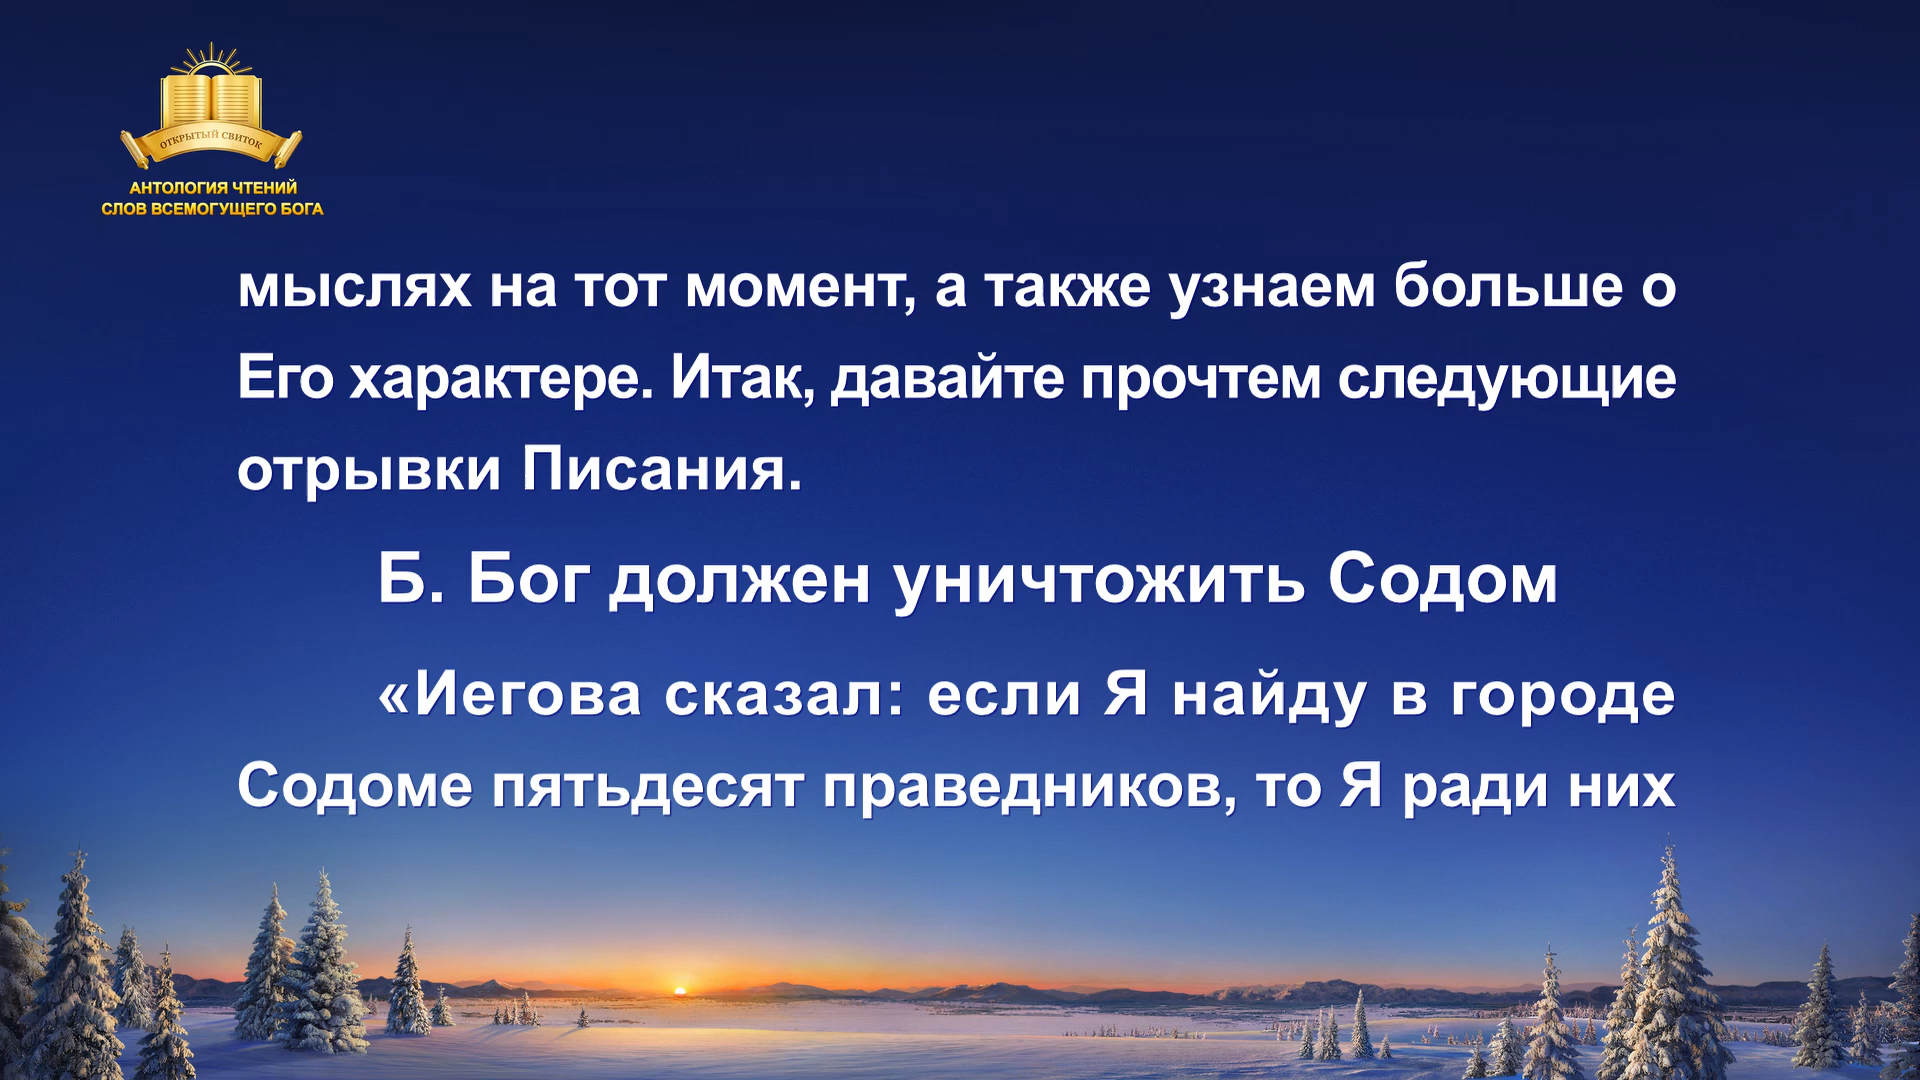 ОТКРЫТЫЙ СВИТОК
АНТОЛОГИЯ ЧТЕНИЙ
СЛОВ ВСЕМОГУЩЕГО БОГА
мыслях на тот момент, а также узнаем больше о
Его характере. Итак, давайте прочтем следующие
отрывки Писания.
Б. Бог должен уничтожить Содом
«Иегова сказал: если Я найду в городе
Содоме пятьдесят праведников, то Я ради них